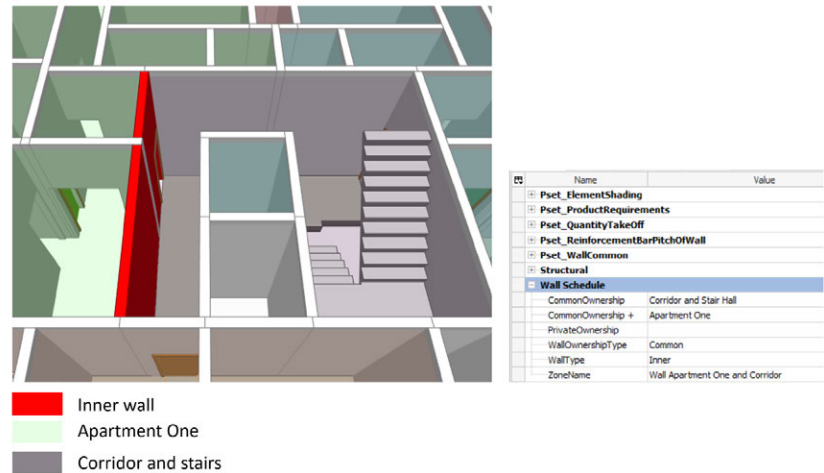 Name Value
Pset_ElementShading
Pset_ProductRequirements
Pset_QuantityTakeOff
Pset_ReinforcementBarPitchOfWall
Pset_WallCommon
Structural
Wall Schedule
CommonOwnership Corridor and Stair Hall
CommonOwnership + Apartment One
PrivateOwnership
WallOwnershipType Common
WallType Inner
ZoneName Wall Apartment One and Corridor
Inner wall
Apartment One
Corridor and stairs